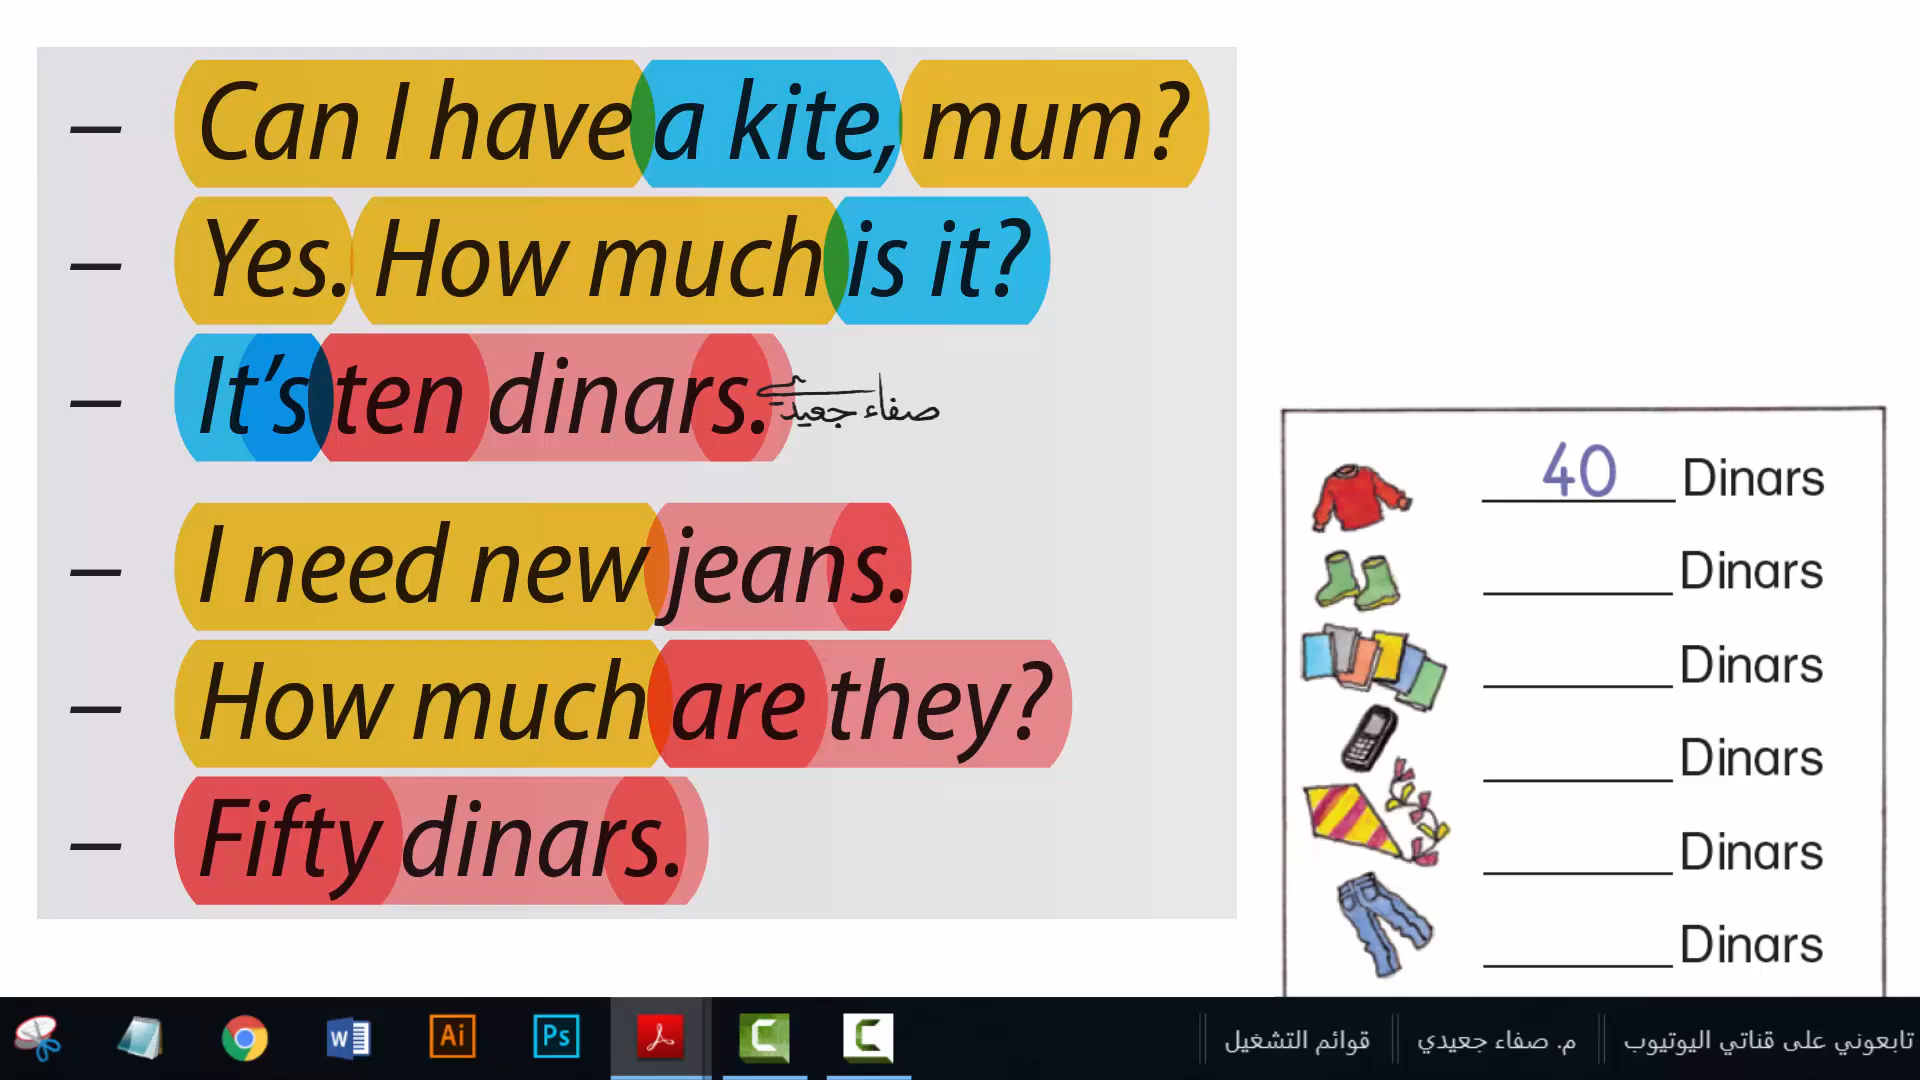 – Can I have a kite, mum?
– Yes. How much is it?
– It's ten dinars.
صفاء جعيدي
– I need new jeans.
– How much are they?
– Fifty dinars.
40 Dinars
Dinars
Dinars
Dinars
Dinars
Dinars
W Ai Ps C C
قوائم التشغيل
م. صفاء جعيدي
تابعوني على قناتي اليوتيوب